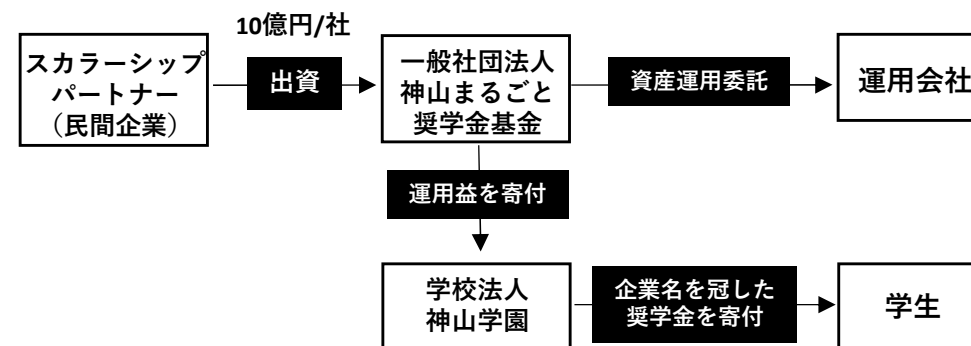 10億円/社
スカラーシップ
パートナー
（民間企業）
出資
一般社団法人
神山まるごと
奨学金基金
資産運用委託
運用会社
運用益を寄付
学校法人
神山学園
企業名を冠した
奨学金を寄付
学生